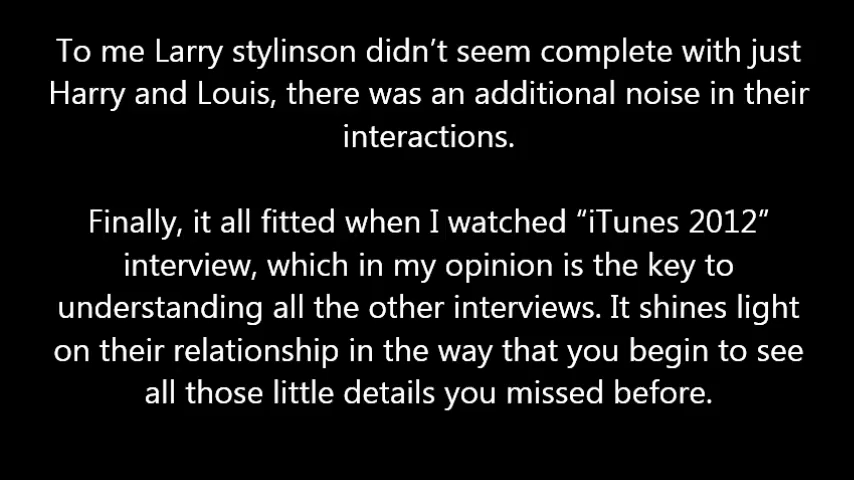 To me Larry stylinson didn’t seem complete with just
Harry and Louis, there was an additional noise in their
interactions.
Finally, it all fitted when I watched “iTunes 2012”
interview, which in my opinion is the key to
understanding all the other interviews. It shines light
on their relationship in the way that you begin to see
all those little details you missed before.